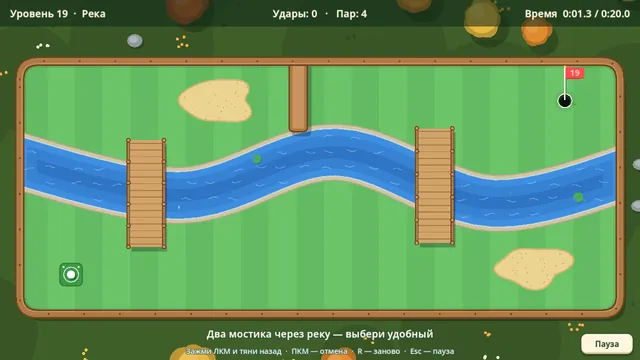 Уровень 19 · Река
Удары: 0 · Пар: 4
Время 0:01.3 / 0:20.0
19
Два мостика через реку — выбери удобный
Зажми ЛКМ и тяни назад · ПКМ — отмена · R — заново · Esc — пауза
Пауза